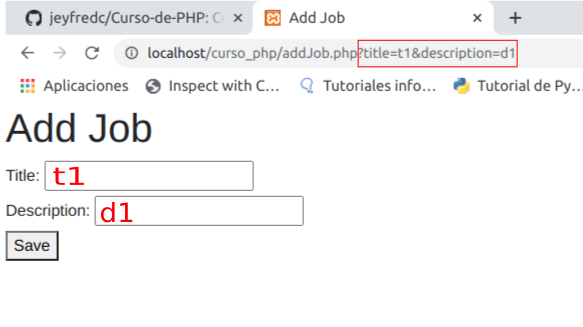 jeyfredc/Curso-de-PHP: C
Add Job
localhost/curso_php/addJob.php?title=t1&description=d1
Aplicaciones Inspect with C... Tutoriales info... Tutorial de Py...
Add Job
Title: t1
Description: d1
Save